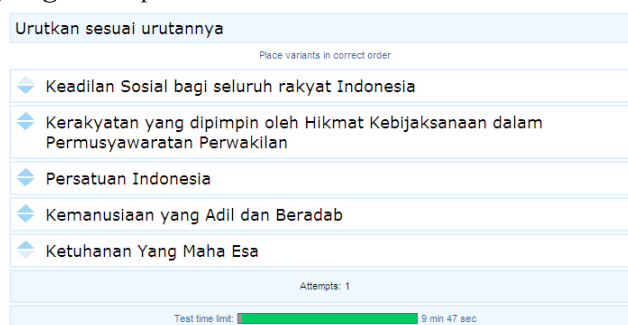 Urutkan sesuai urutannya
Place variants in correct order
Keadilan Sosial bagi seluruh rakyat Indonesia
Kerakyatan yang dipimpin oleh Hikmat Kebijaksanaan dalam
Permusyawaratan Perwakilan
Persatuan Indonesia
Kemanusiaan yang Adil dan Beradab
Ketuhanan Yang Maha Esa
Attempts: 1
Test time limit: 9 min 47 sec